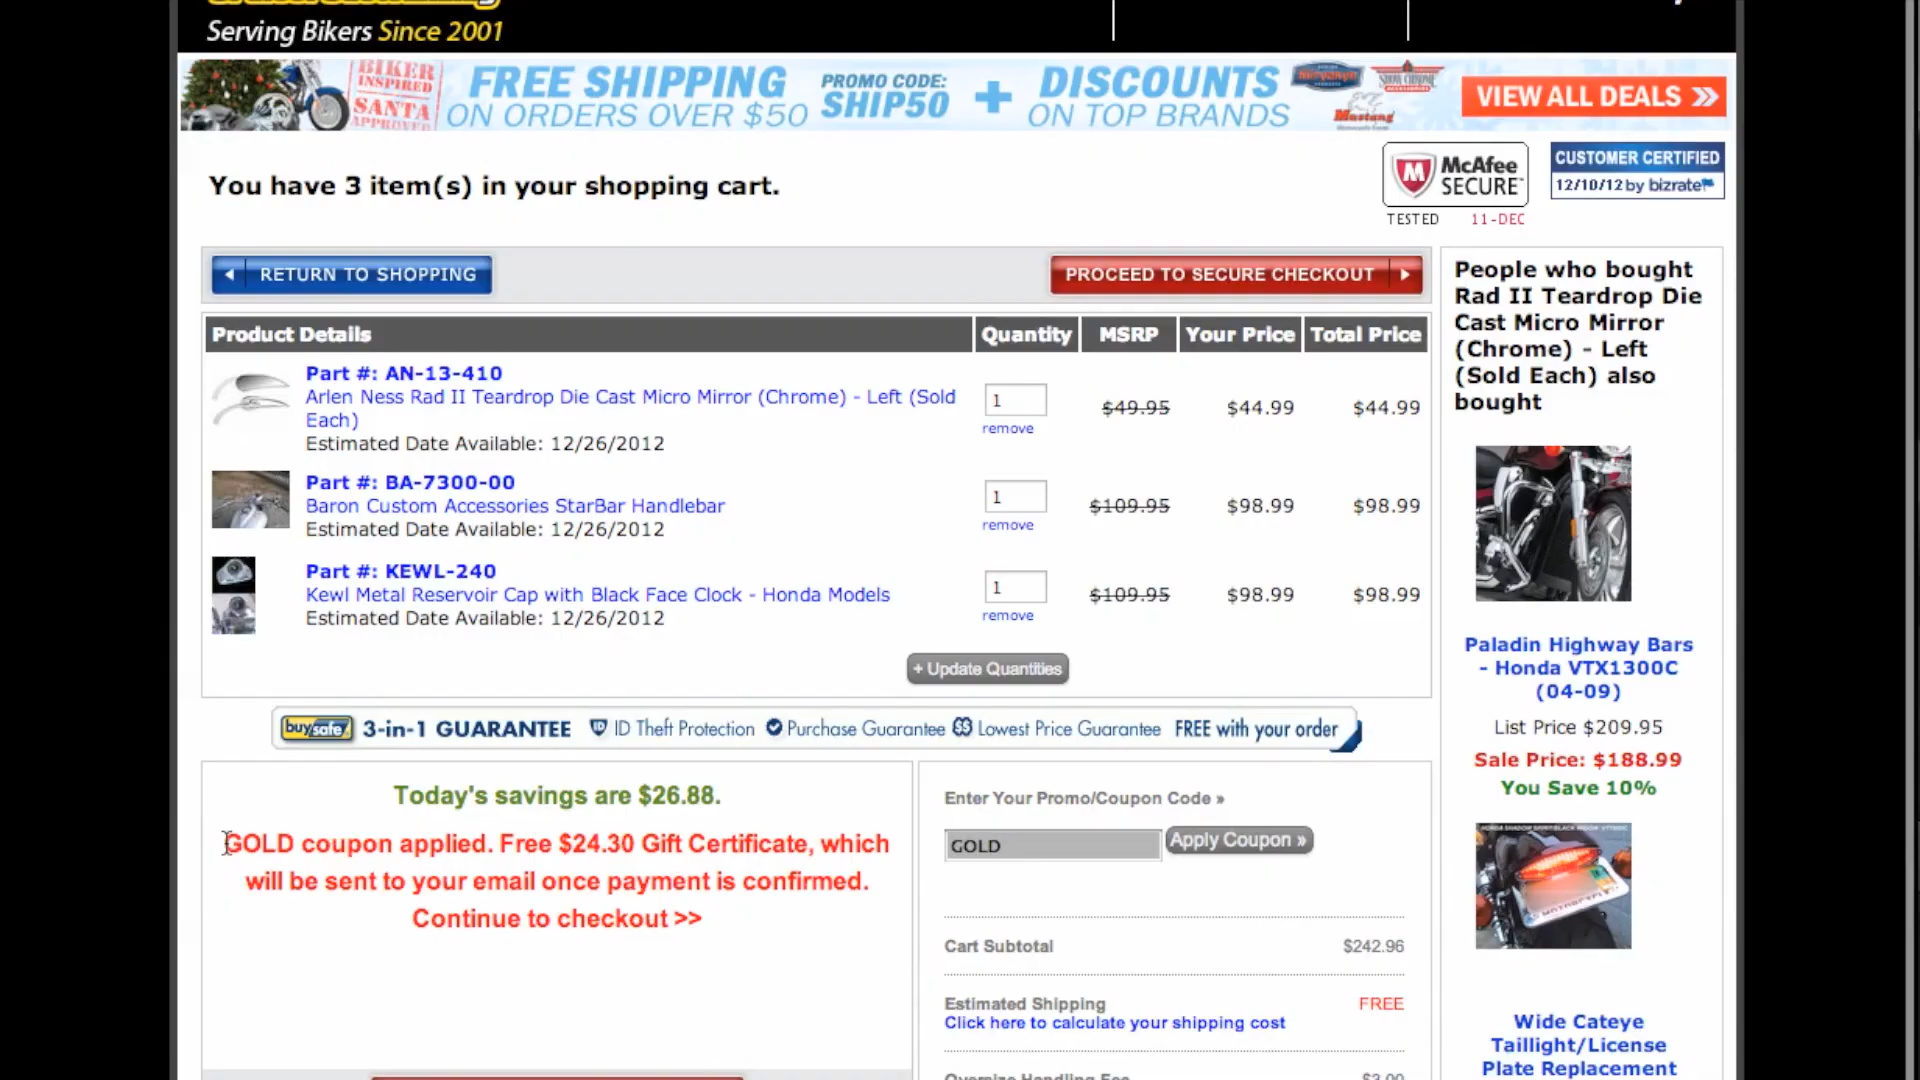 Serving Bikers Since 2001
BIKER
INSPIRED
SANTA
APPROVED
FREE SHIPPING
ON ORDERS OVER $50
PROMO CODE:
SHIP50
+
DISCOUNTS
ON TOP BRANDS
Mustang
VIEW ALL DEALS
You have 3 item(s) in your shopping cart.
McAfee
SECURE
TESTED 11-DEC
CUSTOMER CERTIFIED
12/10/12 by bizrate
RETURN TO SHOPPING
PROCEED TO SECURE CHECKOUT
Product Details Quantity MSRP Your Price Total Price
Part #: AN-13-410
Arlen Ness Rad II Teardrop Die Cast Micro Mirror (Chrome) - Left (Sold
Each)
Estimated Date Available: 12/26/2012
1
remove
$49.95 $44.99 $44.99
Part #: BA-7300-00
Baron Custom Accessories StarBar Handlebar
Estimated Date Available: 12/26/2012
1
remove
$109.95 $98.99 $98.99
Part #: KEWL-240
Kewl Metal Reservoir Cap with Black Face Clock - Honda Models
Estimated Date Available: 12/26/2012
1
remove
$109.95 $98.99 $98.99
+ Update Quantities
buySafe 3-in-1 GUARANTEE ID Theft Protection Purchase Guarantee Lowest Price Guarantee FREE with your order
Today's savings are $26.88.
GOLD coupon applied. Free $24.30 Gift Certificate, which
will be sent to your email once payment is confirmed.
Continue to checkout >>
Enter Your Promo/Coupon Code »
GOLD
Apply Coupon »
Cart Subtotal $242.96
Estimated Shipping FREE
Click here to calculate your shipping cost
Oversize Handling Fee $3.00
People who bought
Rad II Teardrop Die
Cast Micro Mirror
(Chrome) - Left
(Sold Each) also
bought
Paladin Highway Bars
- Honda VTX1300C
(04-09)
List Price $209.95
Sale Price: $188.99
You Save 10%
Wide Cateye
Taillight/License
Plate Replacement